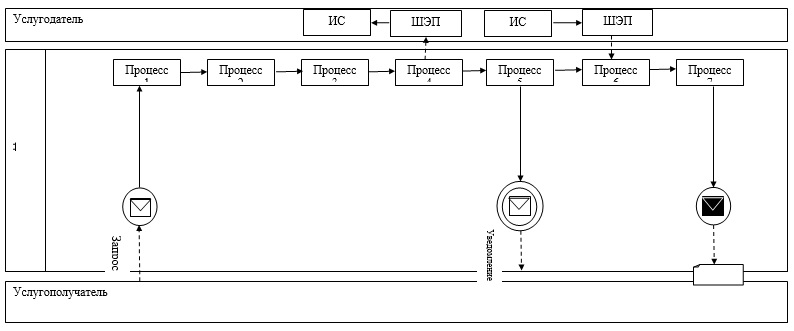 Услугодатель
ИС
ШЭП
ИС
ШЭП
Процесс
Процесс
Процесс
Процесс
Процесс
Процесс
Процесс
Запрос
Уведомление
Услугополучатель